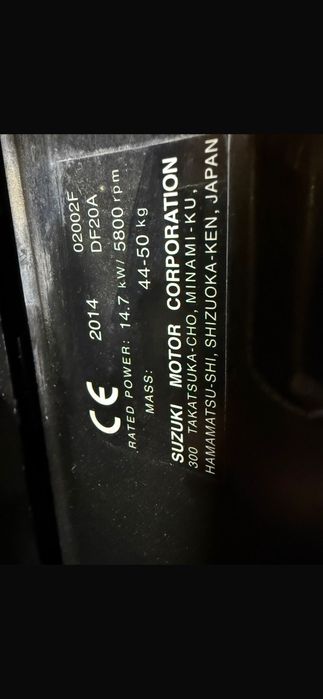 02002F
CE 2014 DF20A
RATED POWER: 14.7 kW/ 5800 rpm
MASS: 44-50 kg
SUZUKI MOTOR CORPORATION
300 TAKATSUKA-CHO, MINAMI-KU,
HAMAMATSU-SHI, SHIZUOKA-KEN, JAPAN